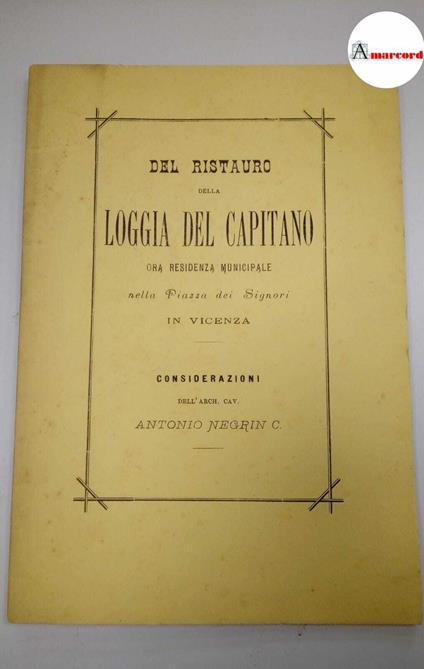 Amarcord
DEL RISTAURO
DELLA
LOGGIA DEL CAPITANO
ORA RESIDENZA MUNICIPALE
nella Piazza dei Signori
IN VICENZA
CONSIDERAZIONI
DELL'ARCH. CAV.
ANTONIO NEGRIN C.